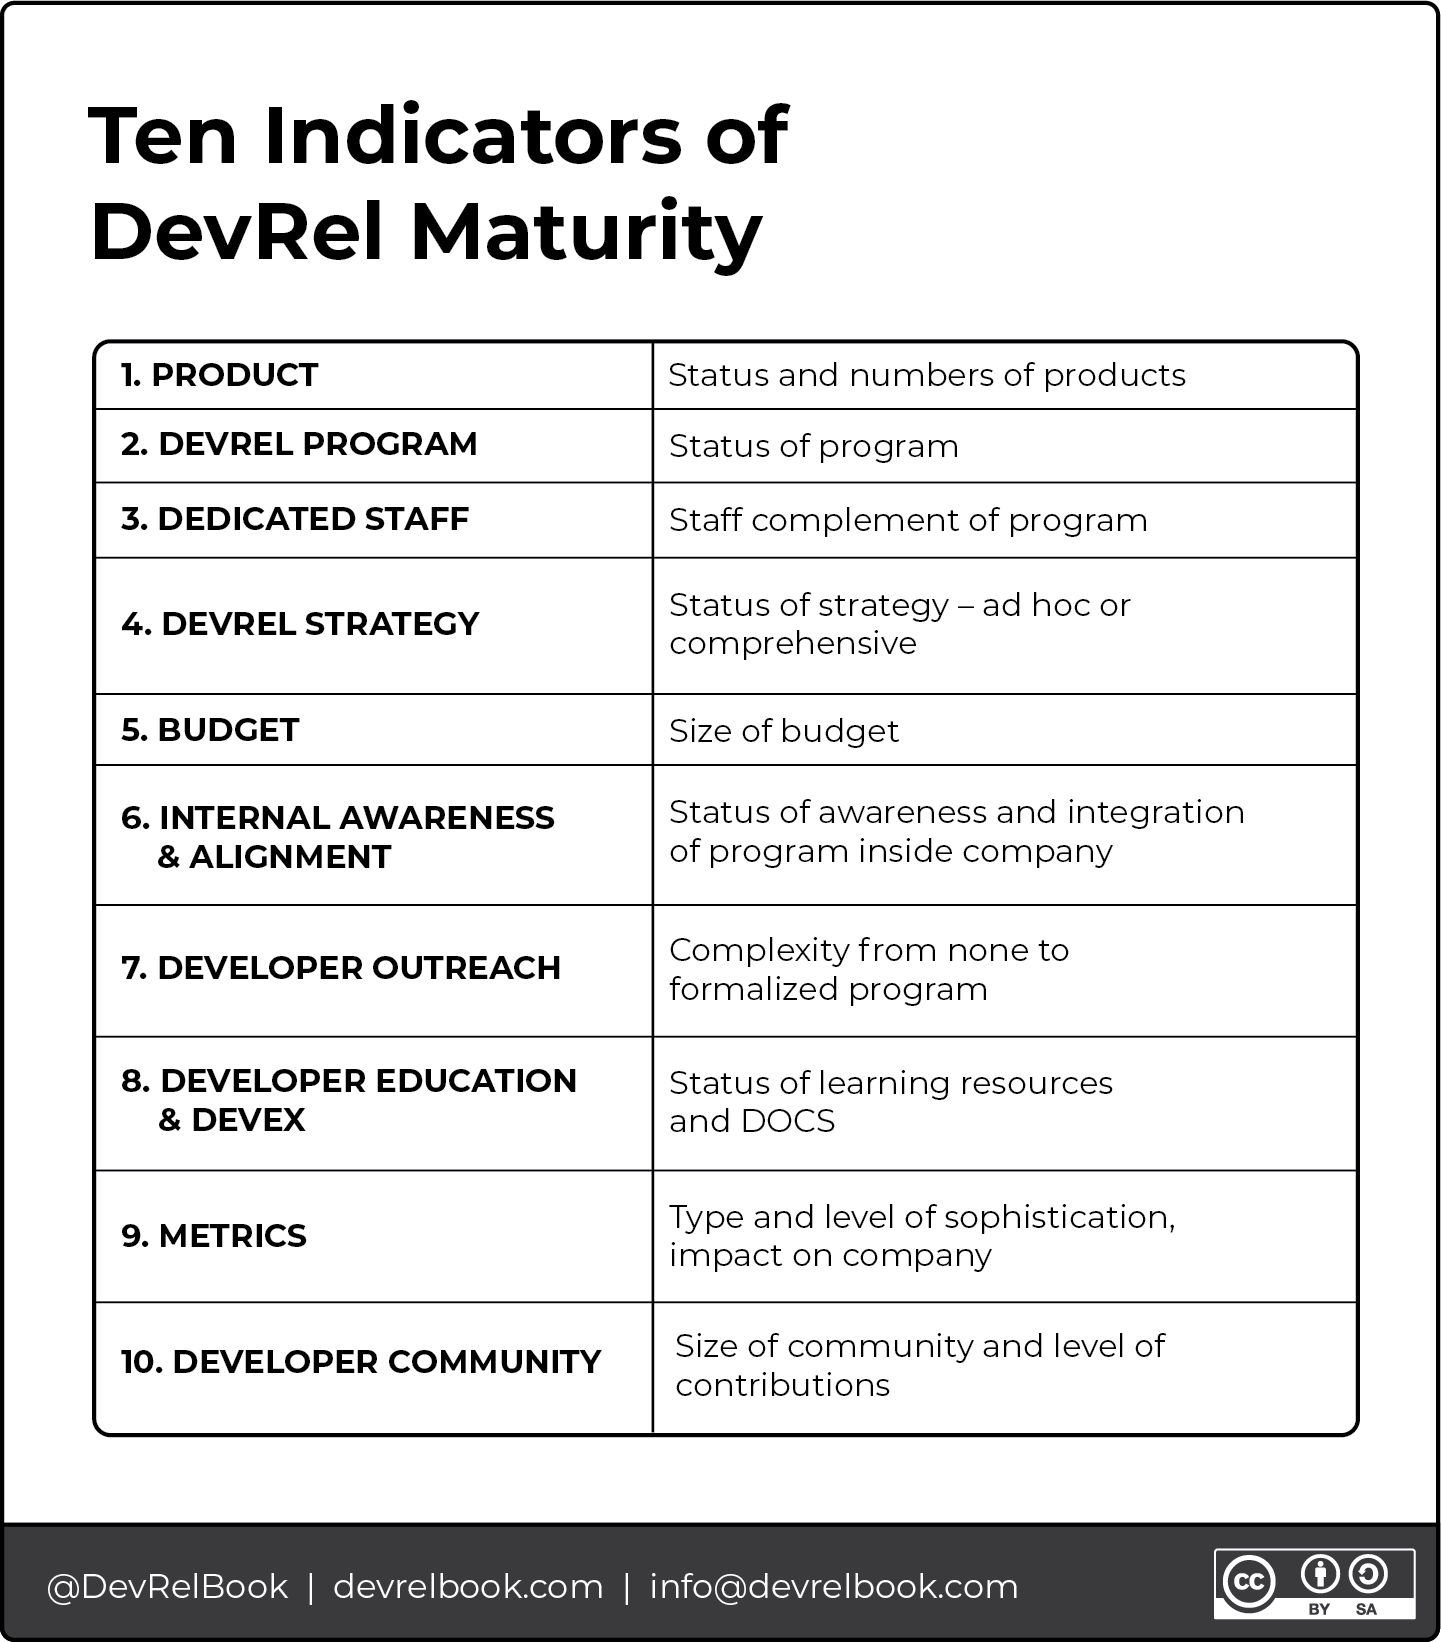 Ten Indicators of
DevRel Maturity
1. PRODUCT
Status and numbers of products
2. DEVREL PROGRAM
Status of program
3. DEDICATED STAFF
Staff complement of program
4. DEVREL STRATEGY
Status of strategy – ad hoc or
comprehensive
5. BUDGET
Size of budget
6. INTERNAL AWARENESS
& ALIGNMENT
Status of awareness and integration
of program inside company
7. DEVELOPER OUTREACH
Complexity from none to
formalized program
8. DEVELOPER EDUCATION
& DEVEX
Status of learning resources
and DOCS
9. METRICS
Type and level of sophistication,
impact on company
10. DEVELOPER COMMUNITY
Size of community and level of
contributions
@DevRelBook | devrelbook.com | info@devrelbook.com
cc
BY SA